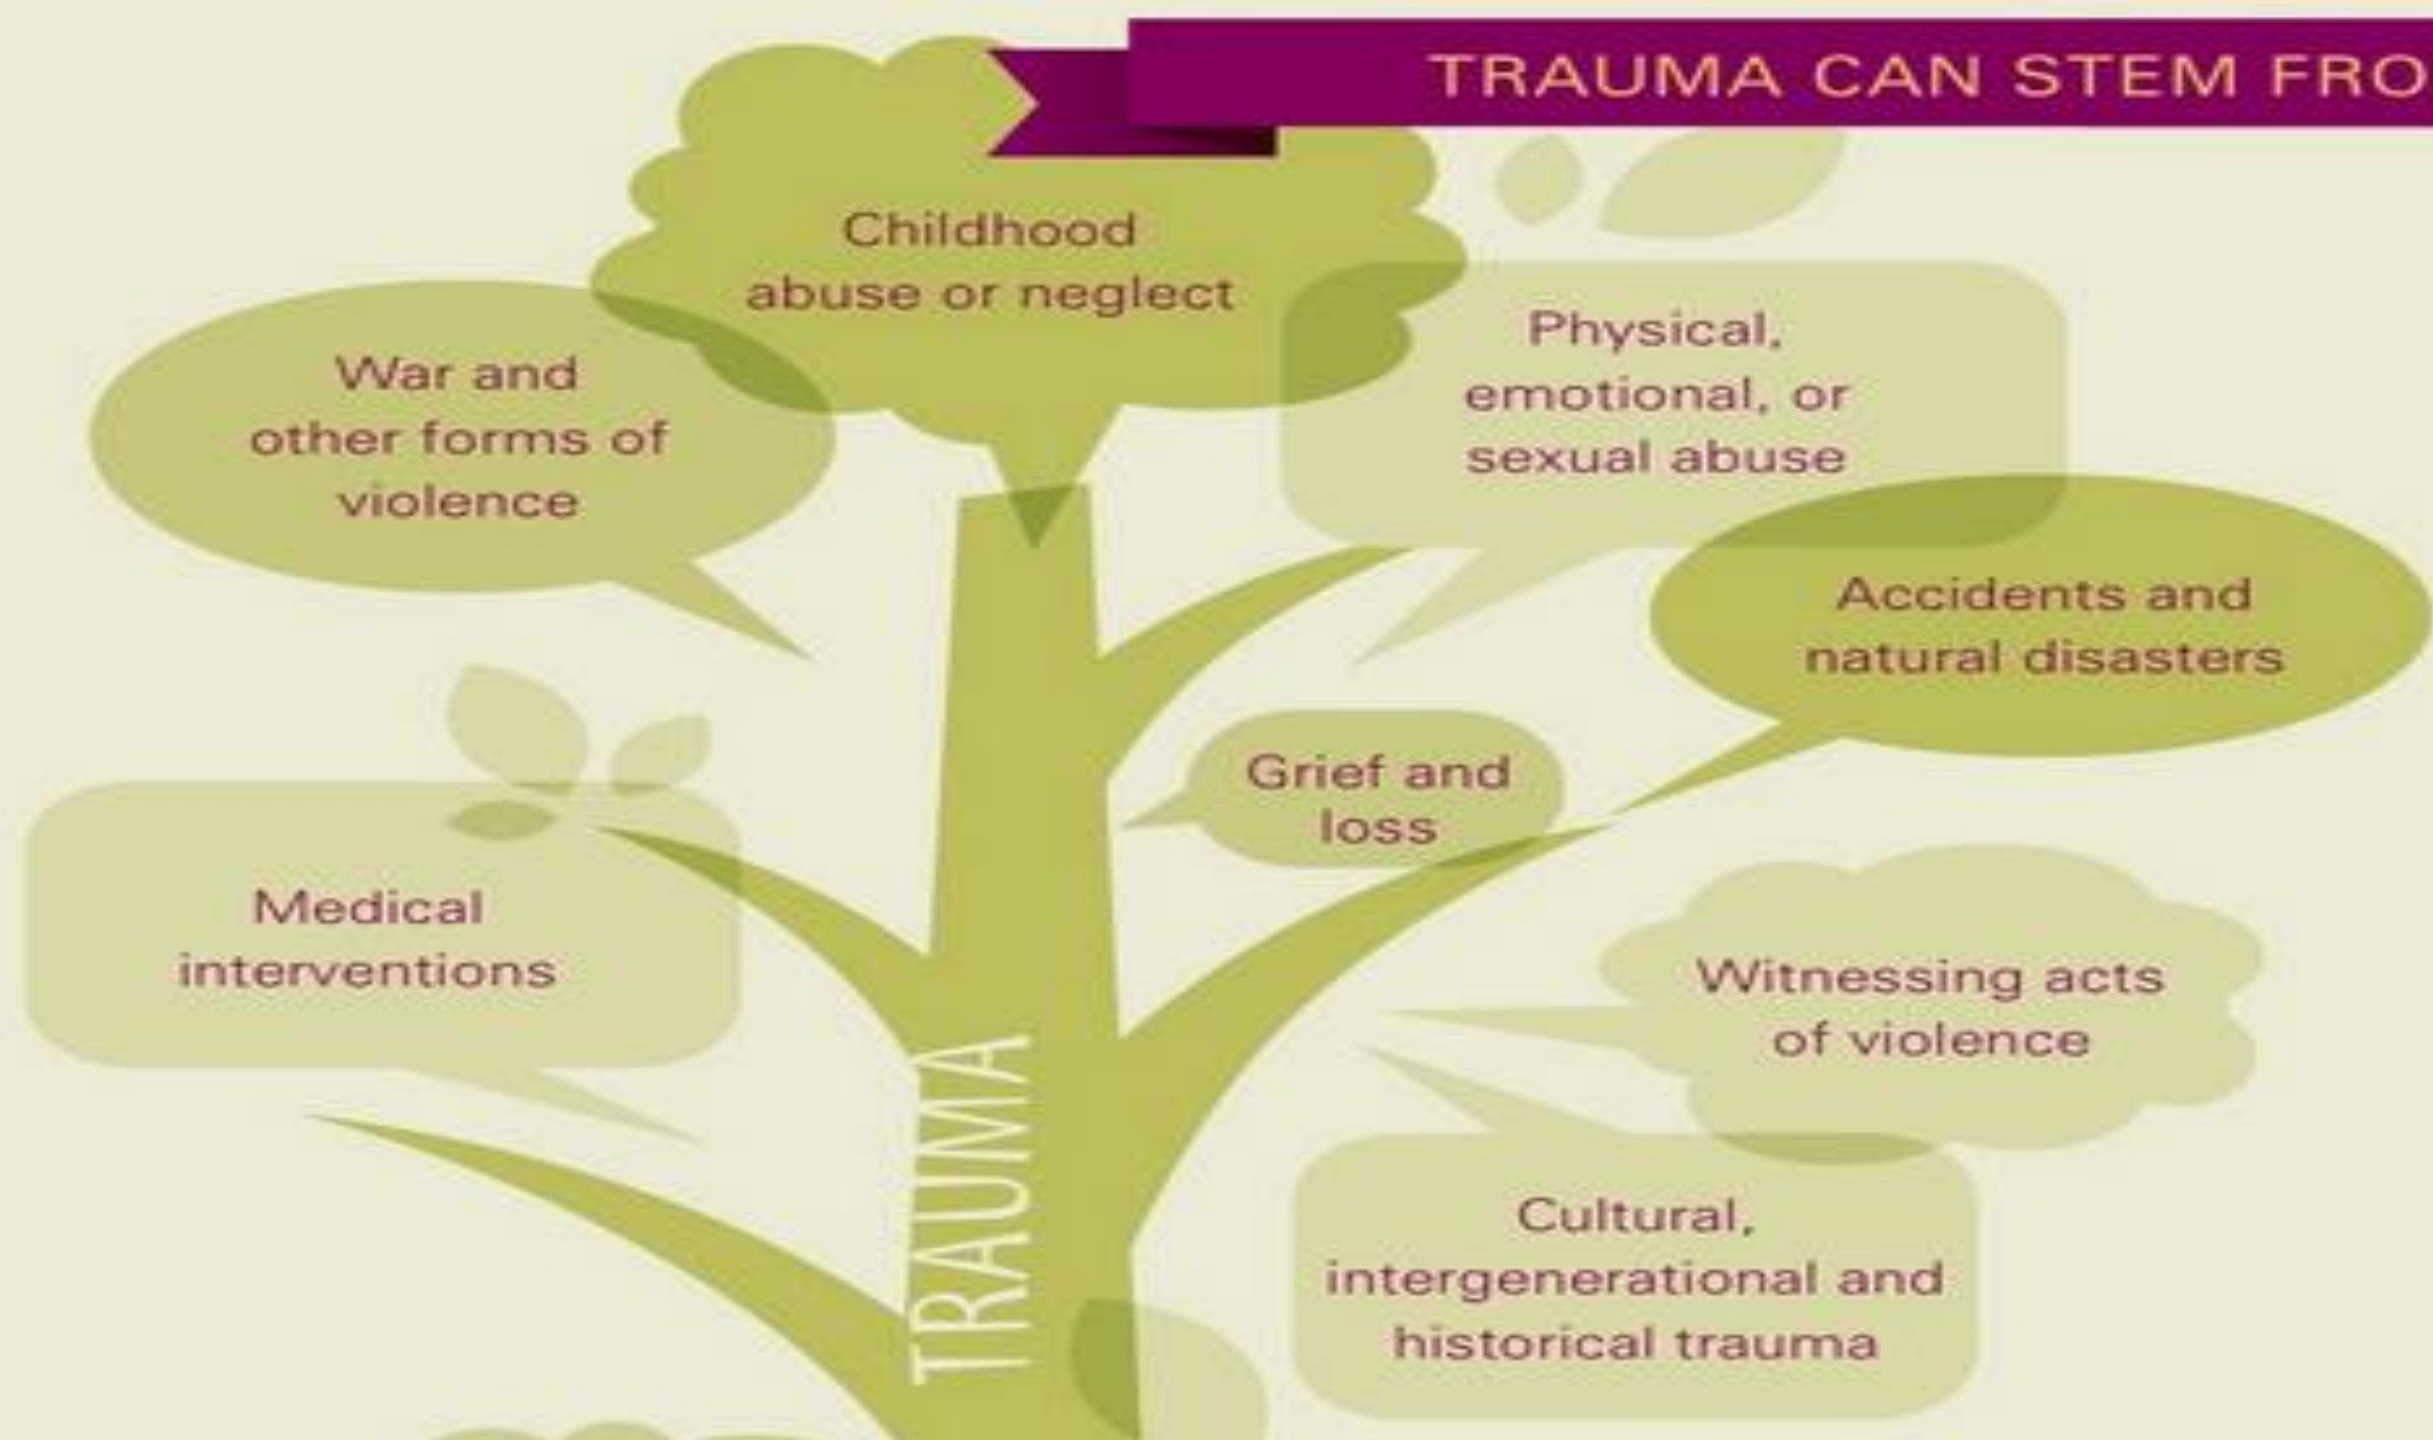 TRAUMA CAN STEM FRO
Childhood
abuse or neglect
War and
other forms of
violence
Physical,
emotional, or
sexual abuse
Accidents and
natural disasters
Grief and
loss
Medical
interventions
Witnessing acts
of violence
Cultural,
intergenerational and
historical trauma
TRAUMA